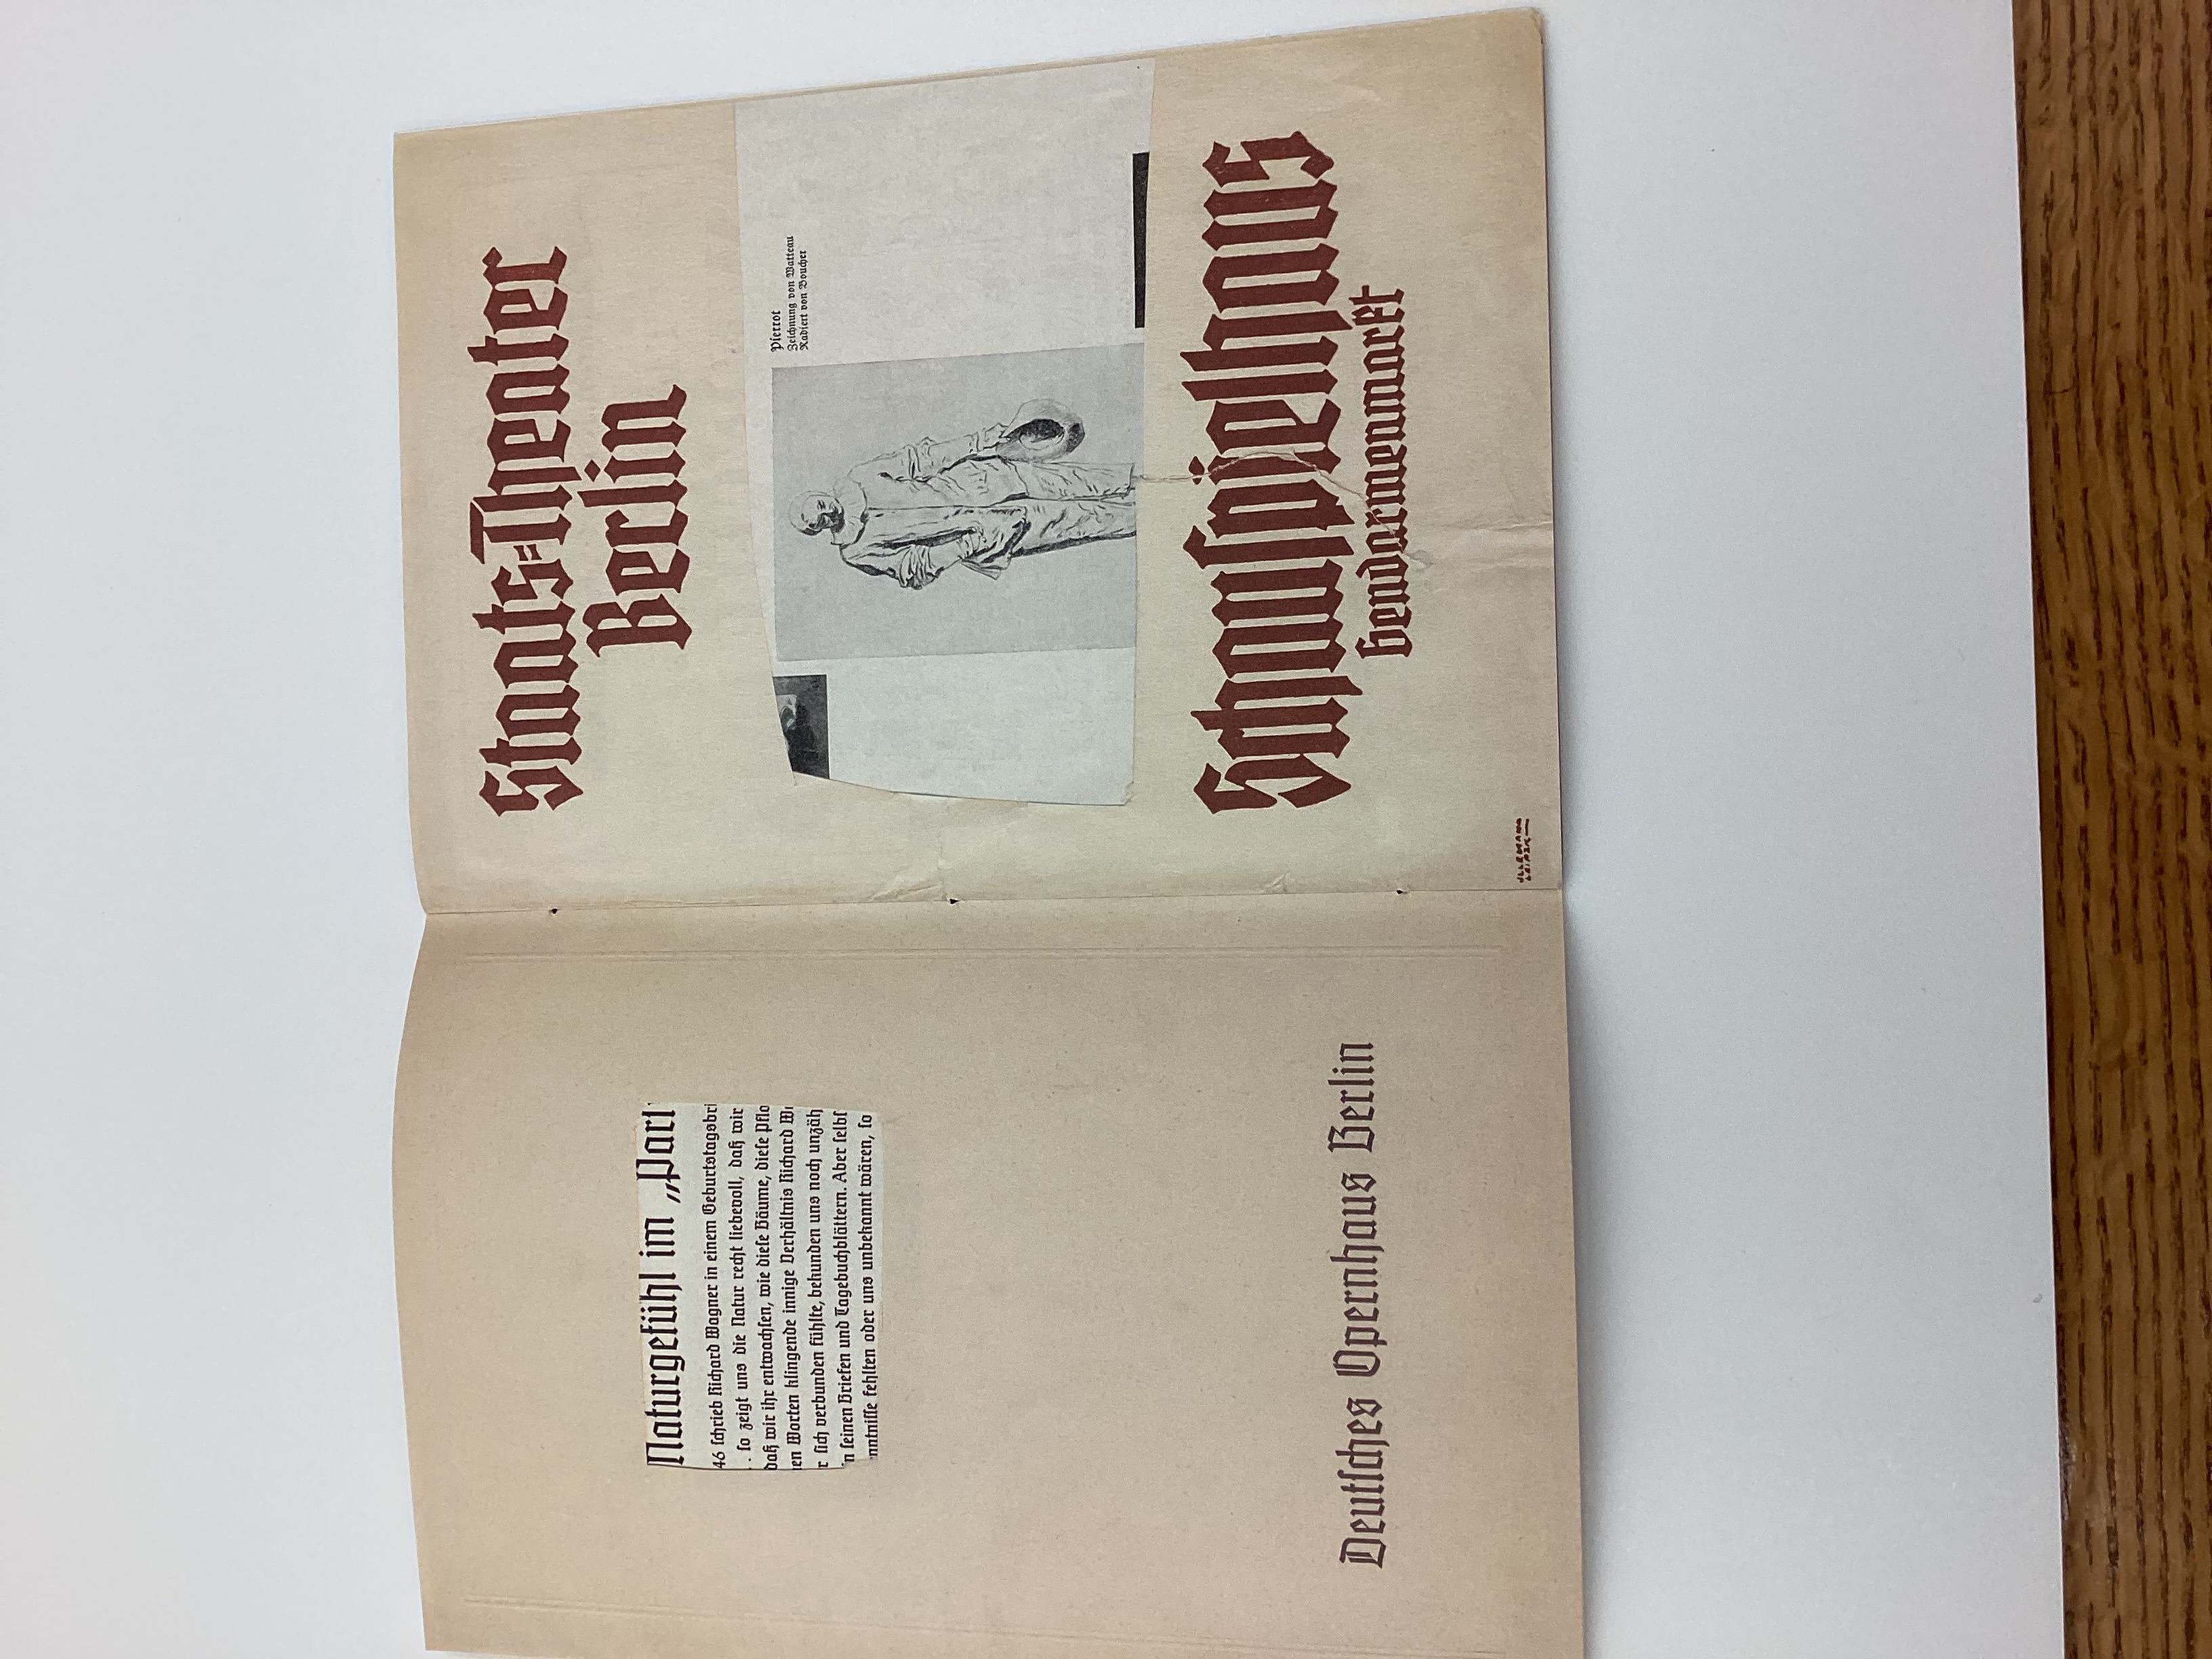 Naturgefühl im „Pars
46 schrieb Richard Wagner in einem Geburtstagsbri
. . so zeigt uns die Natur recht liebevoll, daß wir
daß wir ihr entwachsen, wie diese Bäume, diese Pfla
en Worten klingende innige Verhältnis Richard W
r sich verbunden fühlte, bekunden uns noch unzäh
n seinen Briefen und Tagebuchblättern. Aber selbs
nntnisse fehlten oder uns unbekannt wären, so
Deutsches Opernhaus Berlin
Staats=Theater
Berlin
Pierrot
Zeichnung von Watteau
Radiert von Boucher
Schauspielhaus
Gendarmenmarkt